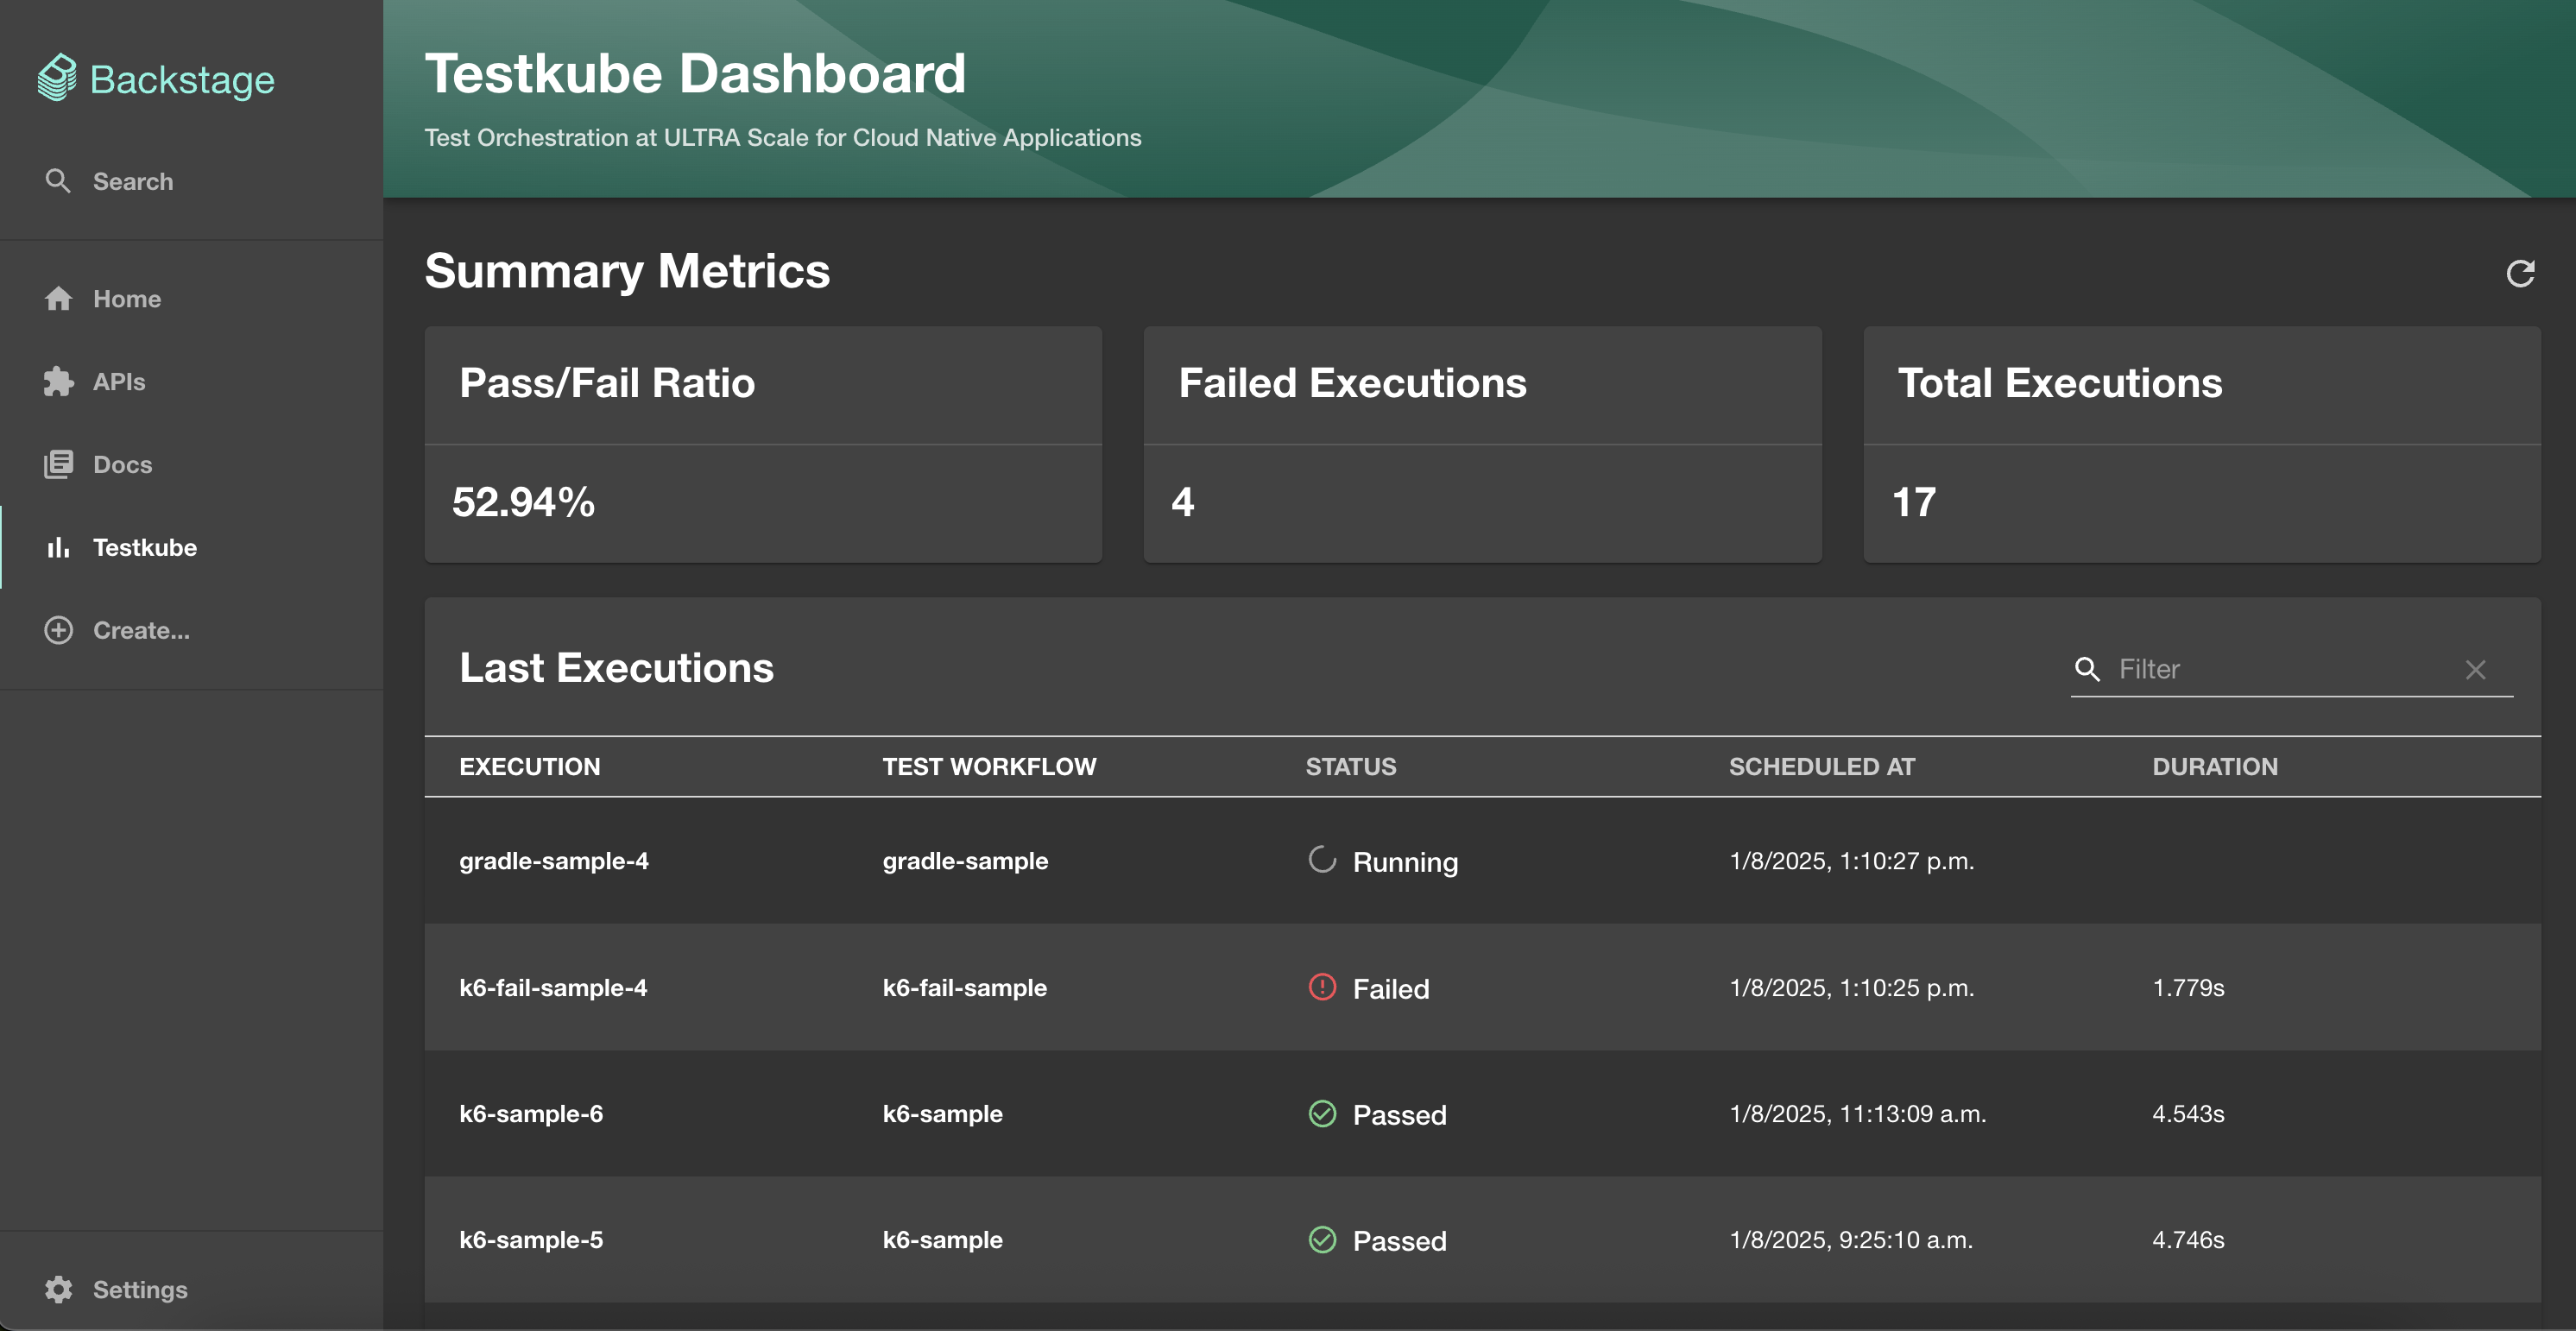 Backstage
Search
Home
APIs
Docs
Testkube
Create...
Settings
Testkube Dashboard
Test Orchestration at ULTRA Scale for Cloud Native Applications
Summary Metrics
Pass/Fail Ratio
52.94%
Failed Executions
4
Total Executions
17
Last Executions
Filter
EXECUTION TEST WORKFLOW STATUS SCHEDULED AT DURATION
gradle-sample-4 gradle-sample Running 1/8/2025, 1:10:27 p.m.
k6-fail-sample-4 k6-fail-sample Failed 1/8/2025, 1:10:25 p.m. 1.779s
k6-sample-6 k6-sample Passed 1/8/2025, 11:13:09 a.m. 4.543s
k6-sample-5 k6-sample Passed 1/8/2025, 9:25:10 a.m. 4.746s